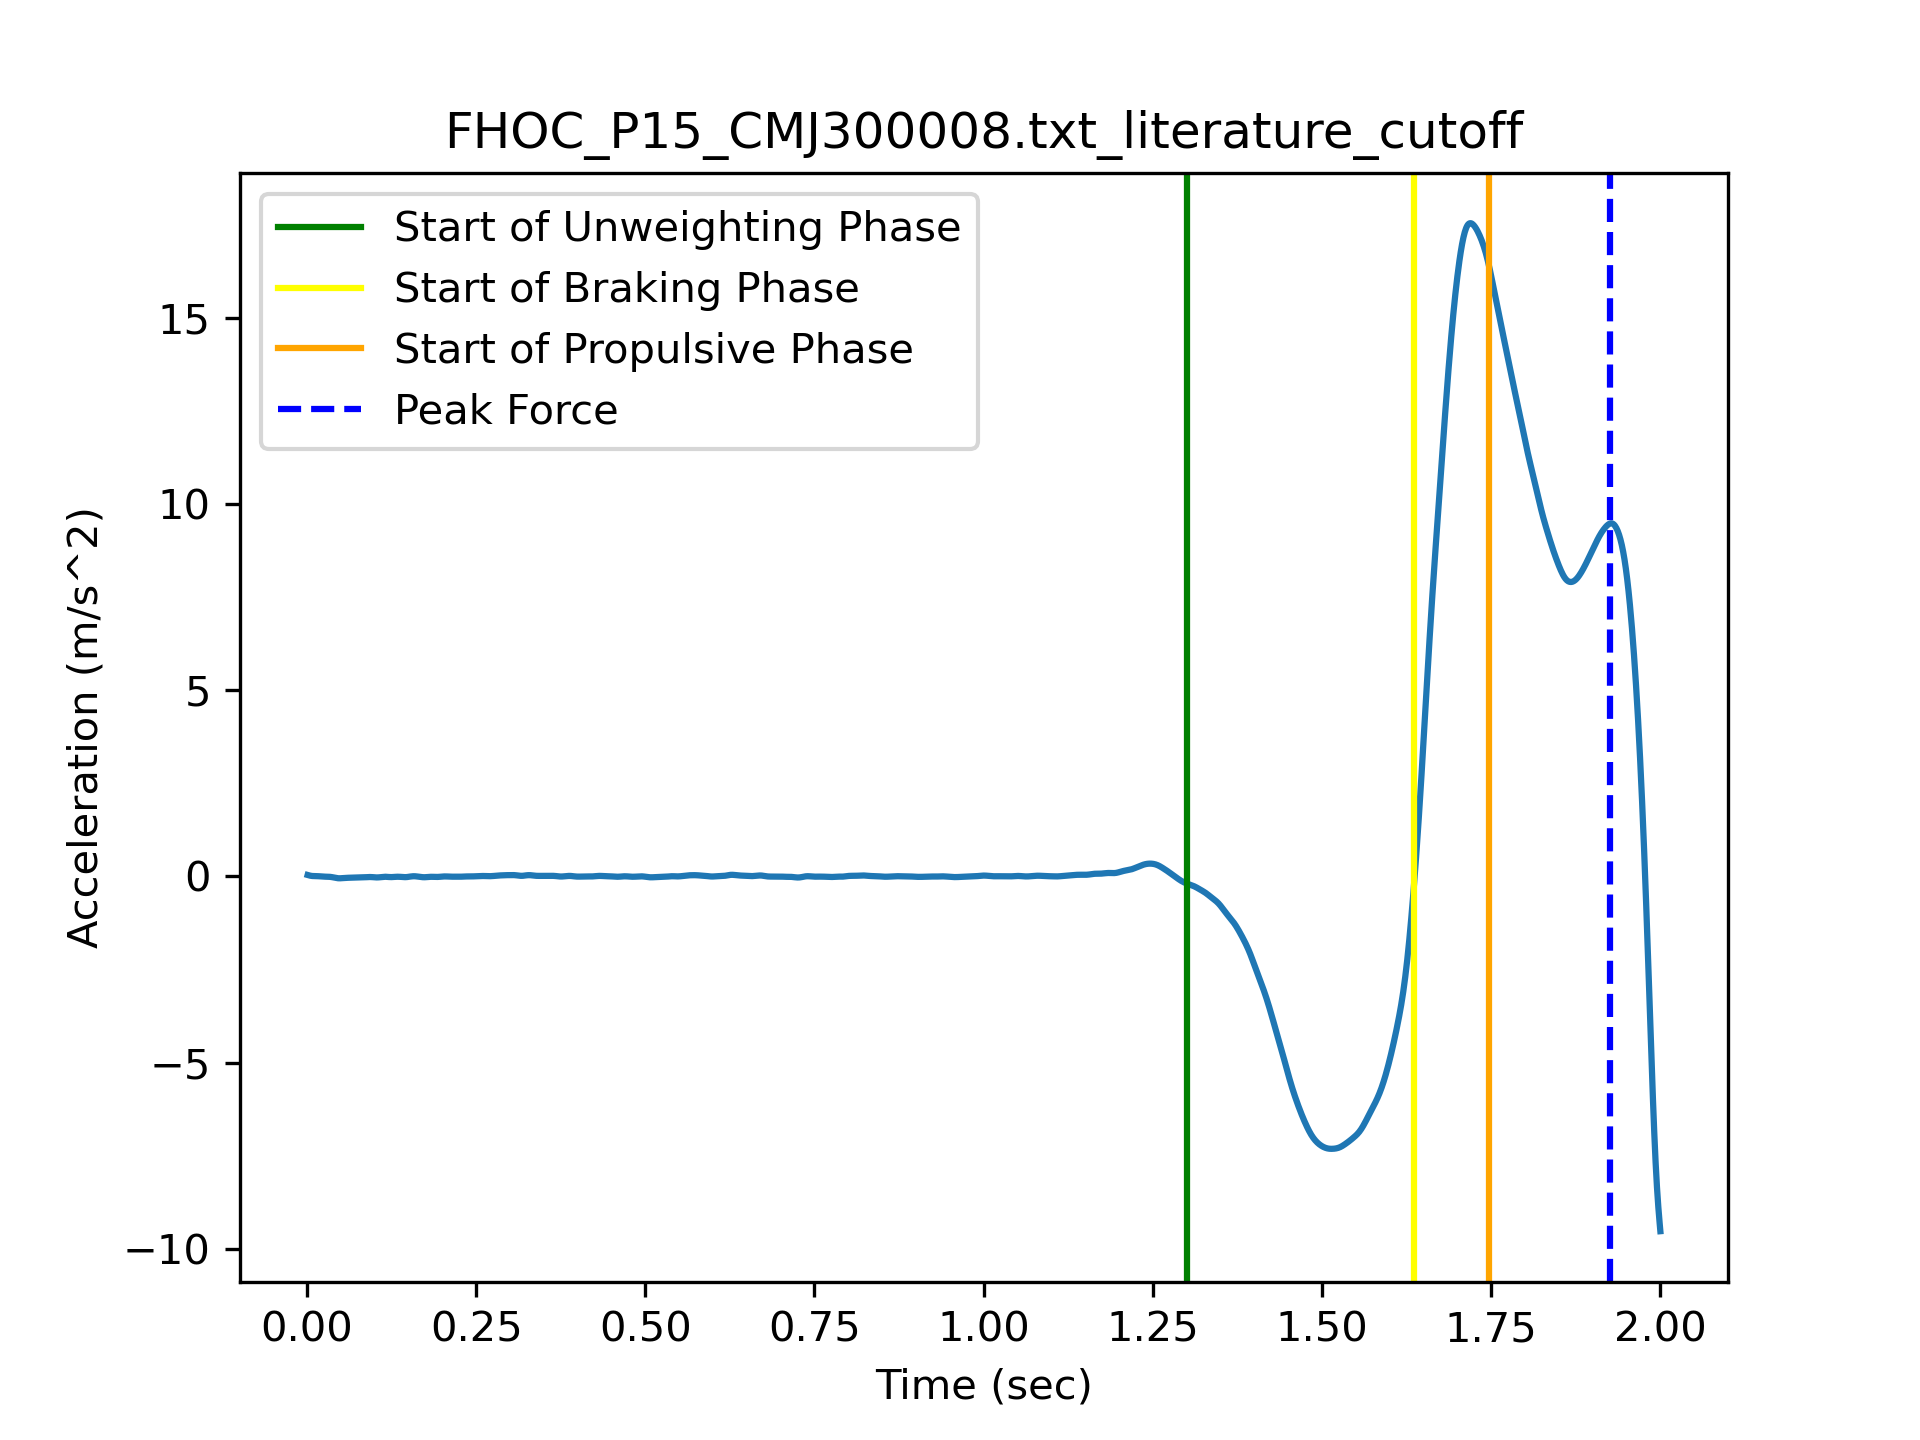 FHOC_P15_CMJ300008.txt_literature_cutoff
Start of Unweighting Phase
Start of Braking Phase
Start of Propulsive Phase
Peak Force
Acceleration (m/s^2)
15
10
5
0
−5
−10
0.00 0.25 0.50 0.75 1.00 1.25 1.50 1.75 2.00
Time (sec)